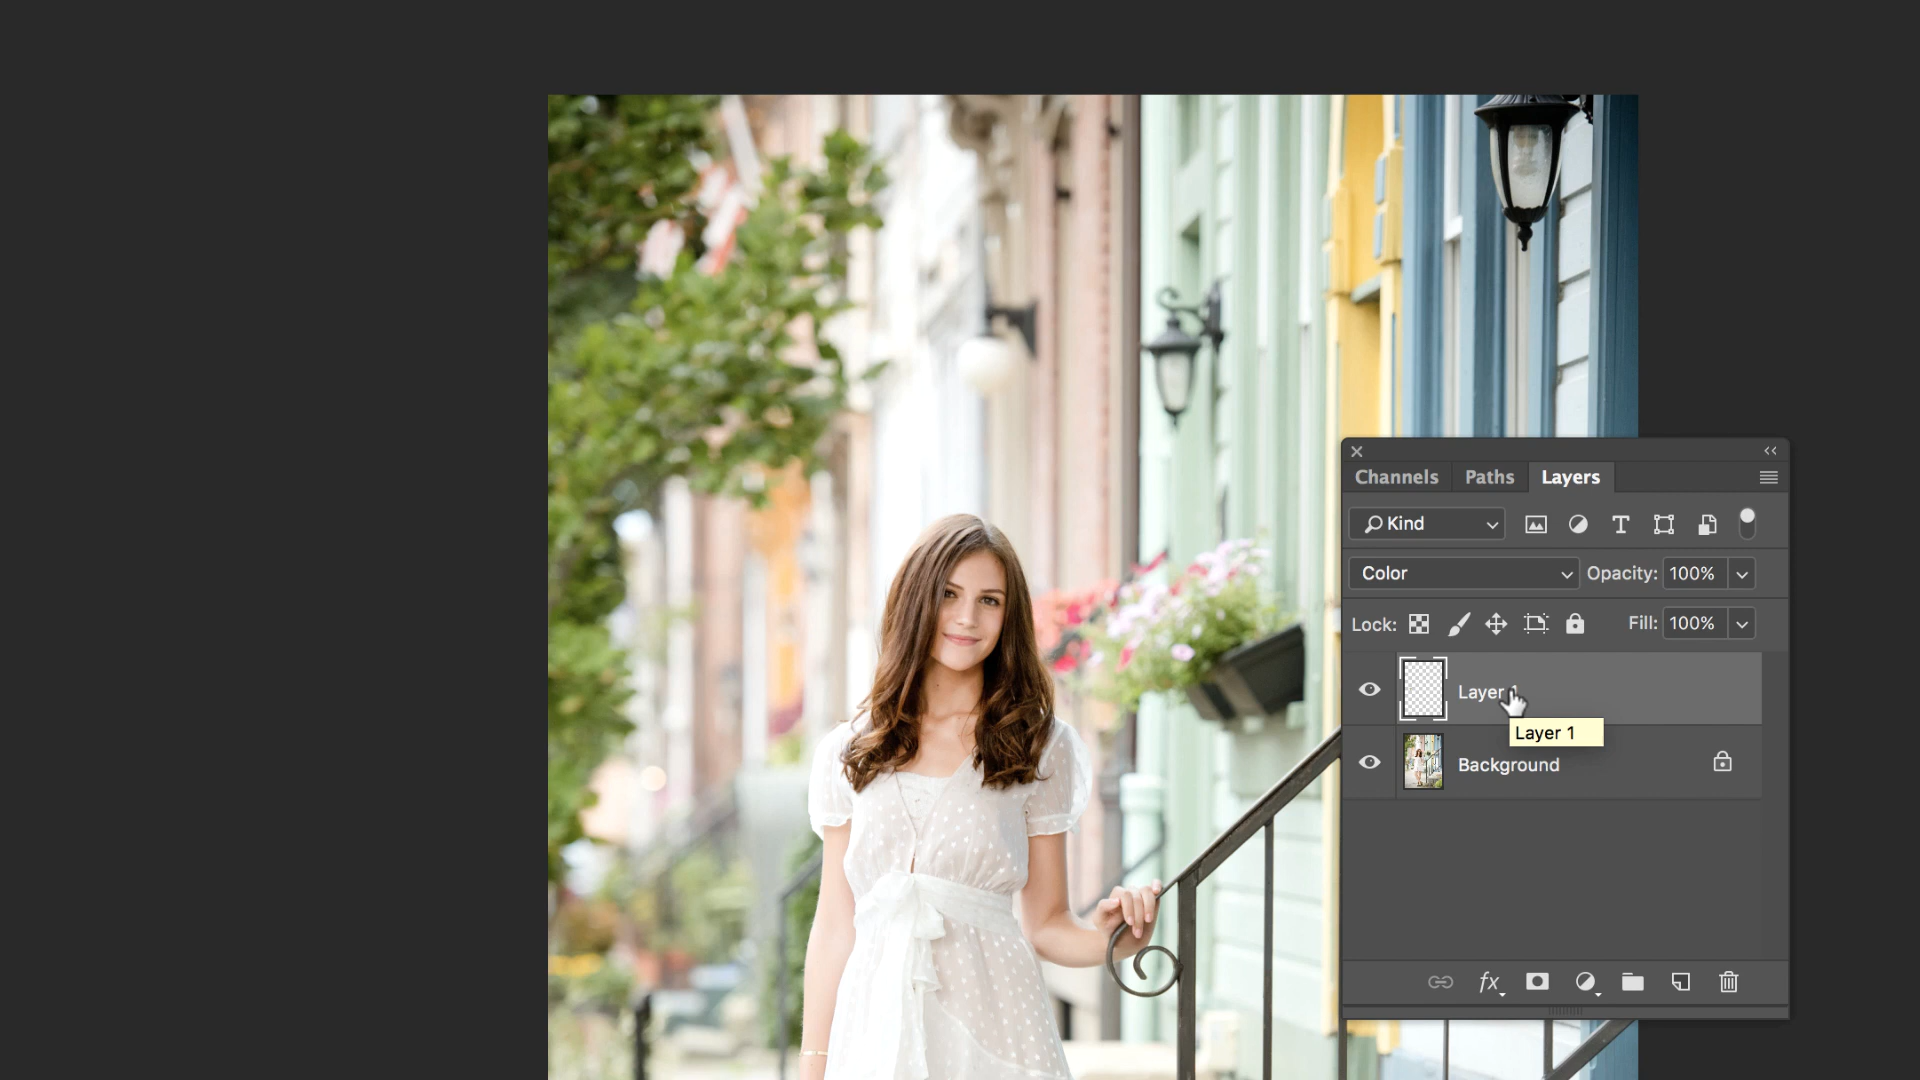 Channels Paths Layers
Kind
Color Opacity: 100%
Lock: Fill: 100%
Layer 1
Layer 1
Background
fx